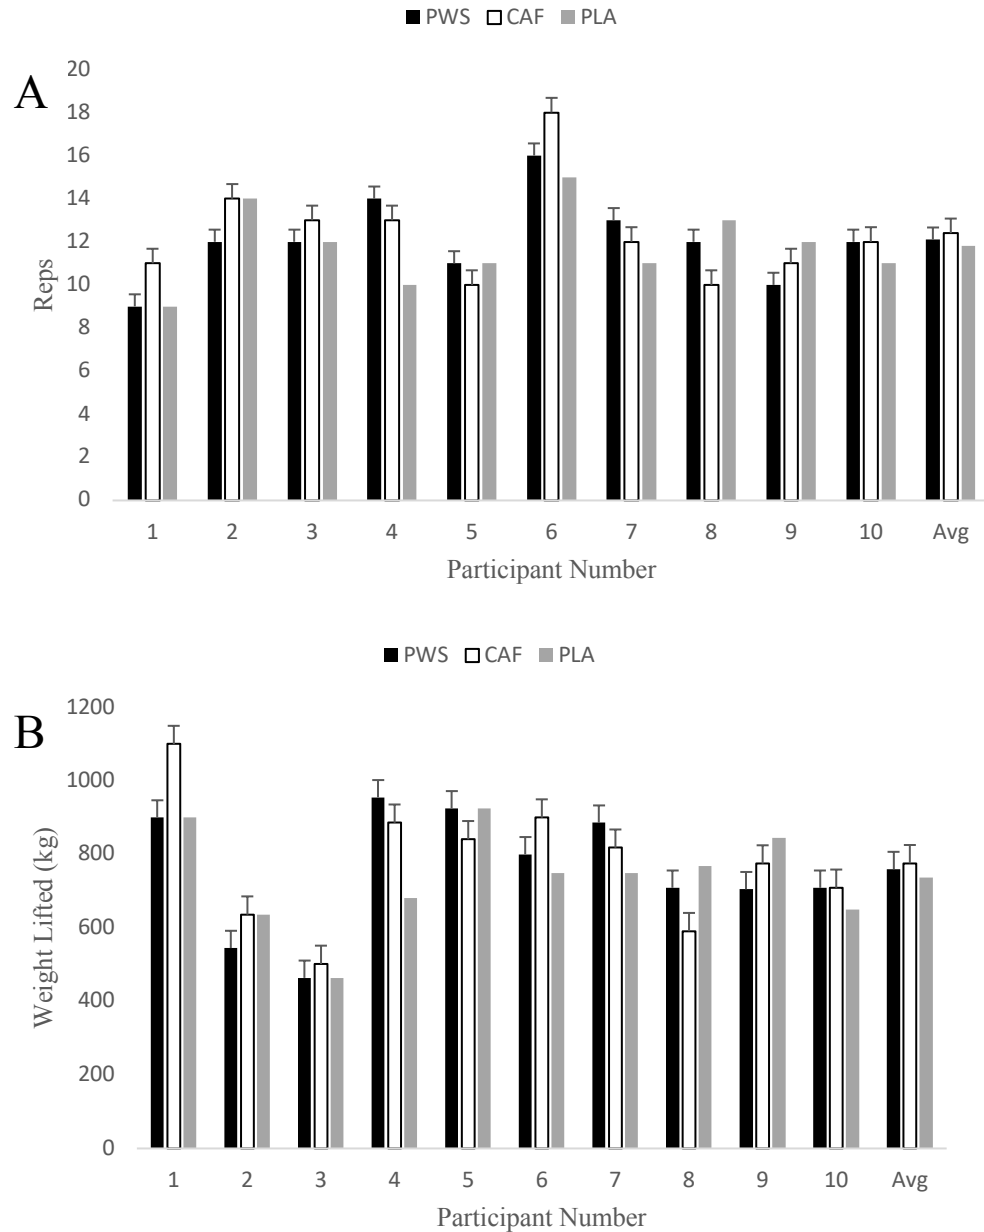 PWS CAF PLA
A
20
18
16
14
12
10
8
6
4
2
0
Reps
1 2 3 4 5 6 7 8 9 10 Avg
Participant Number
PWS CAF PLA
B
1200
1000
800
600
400
200
0
Weight Lifted (kg)
1 2 3 4 5 6 7 8 9 10 Avg
Participant Number